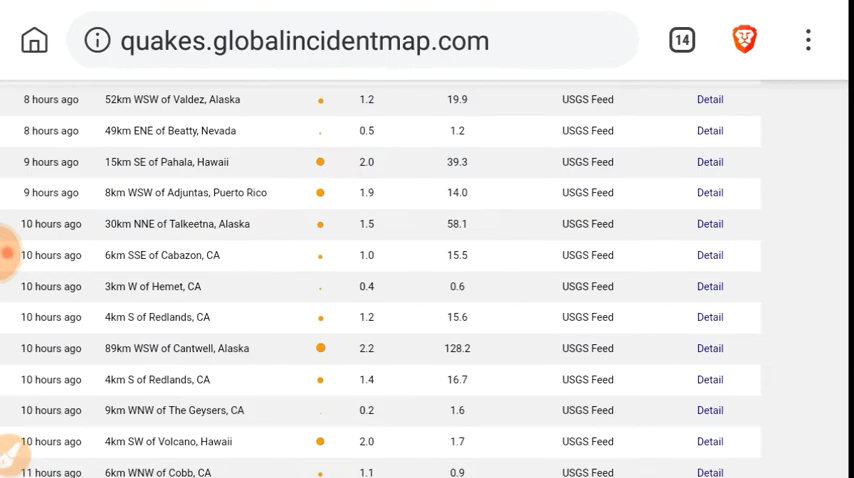 quakes.globalincidentmap.com 14
8 hours ago 52km WSW of Valdez, Alaska 1.2 19.9 USGS Feed Detail
8 hours ago 49km ENE of Beatty, Nevada 0.5 1.2 USGS Feed Detail
9 hours ago 15km SE of Pahala, Hawaii 2.0 39.3 USGS Feed Detail
9 hours ago 8km WSW of Adjuntas, Puerto Rico 1.9 14.0 USGS Feed Detail
10 hours ago 30km NNE of Talkeetna, Alaska 1.5 58.1 USGS Feed Detail
10 hours ago 6km SSE of Cabazon, CA 1.0 15.5 USGS Feed Detail
10 hours ago 3km W of Hemet, CA 0.4 0.6 USGS Feed Detail
10 hours ago 4km S of Redlands, CA 1.2 15.6 USGS Feed Detail
10 hours ago 89km WSW of Cantwell, Alaska 2.2 128.2 USGS Feed Detail
10 hours ago 4km S of Redlands, CA 1.4 16.7 USGS Feed Detail
10 hours ago 9km WNW of The Geysers, CA 0.2 1.6 USGS Feed Detail
10 hours ago 4km SW of Volcano, Hawaii 2.0 1.7 USGS Feed Detail
11 hours ago 6km WNW of Cobb, CA 1.1 0.9 USGS Feed Detail